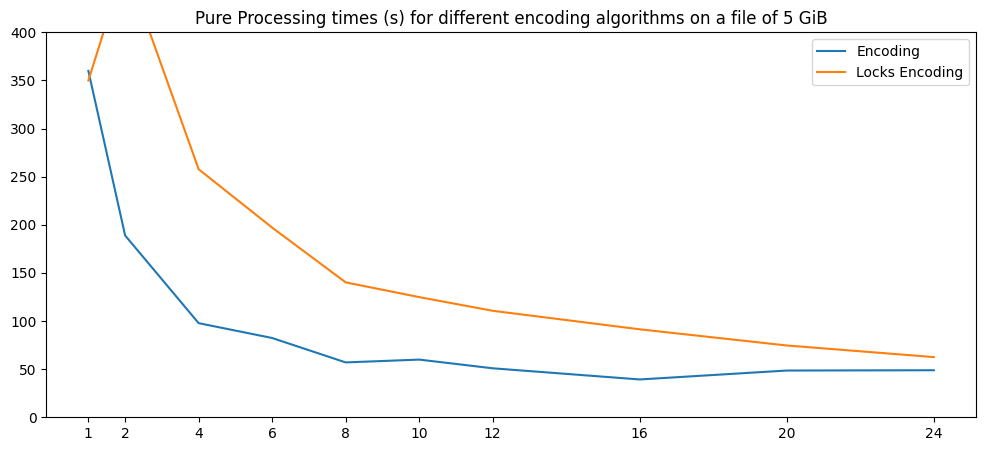 Pure Processing times (s) for different encoding algorithms on a file of 5 GiB
400
350
300
250
200
150
100
50
0
Encoding
Locks Encoding
1 2 4 6 8 10 12 16 20 24